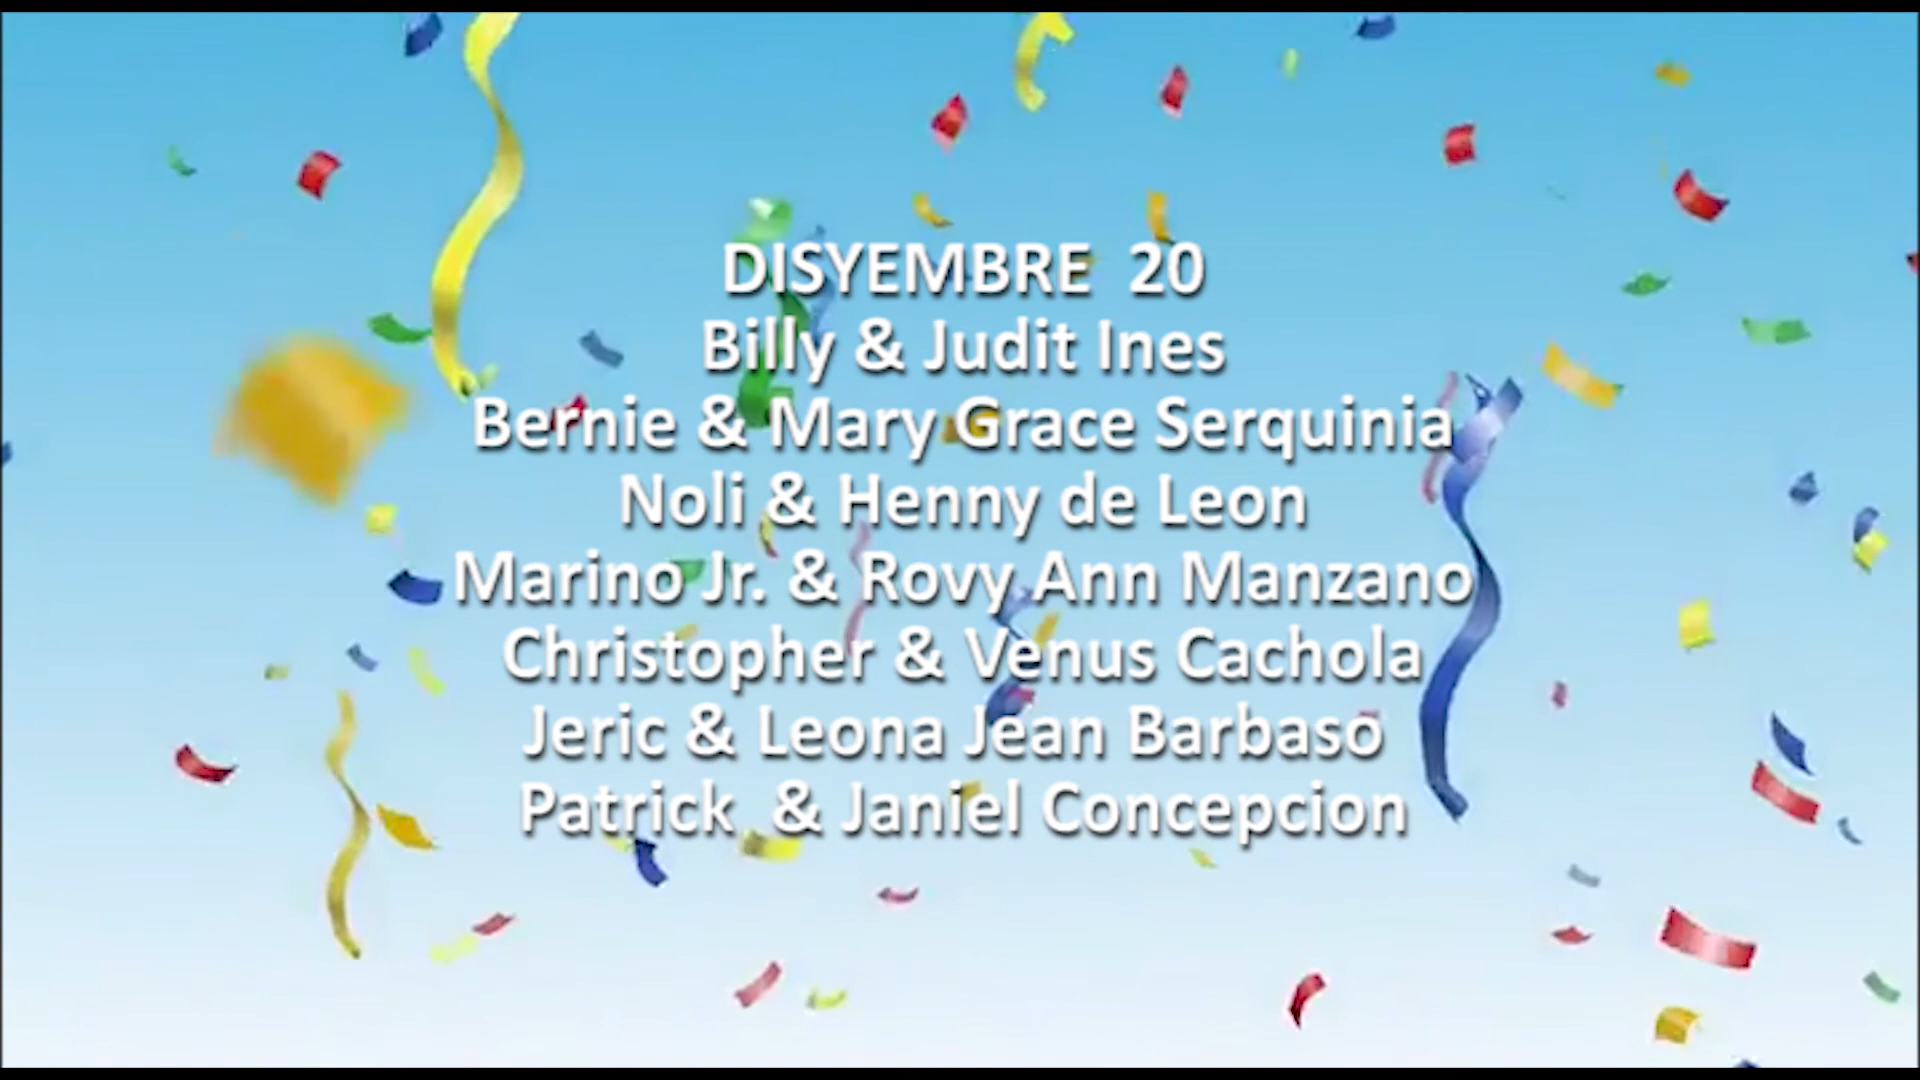 DISYEMBRE 20
Billy & Judit Ines
Bernie & Mary Grace Serquinia
Noli & Henny de Leon
Marino Jr. & Rovy Ann Manzano
Christopher & Venus Cachola
Jeric & Leona Jean Barbaso
Patrick & Janiel Concepcion